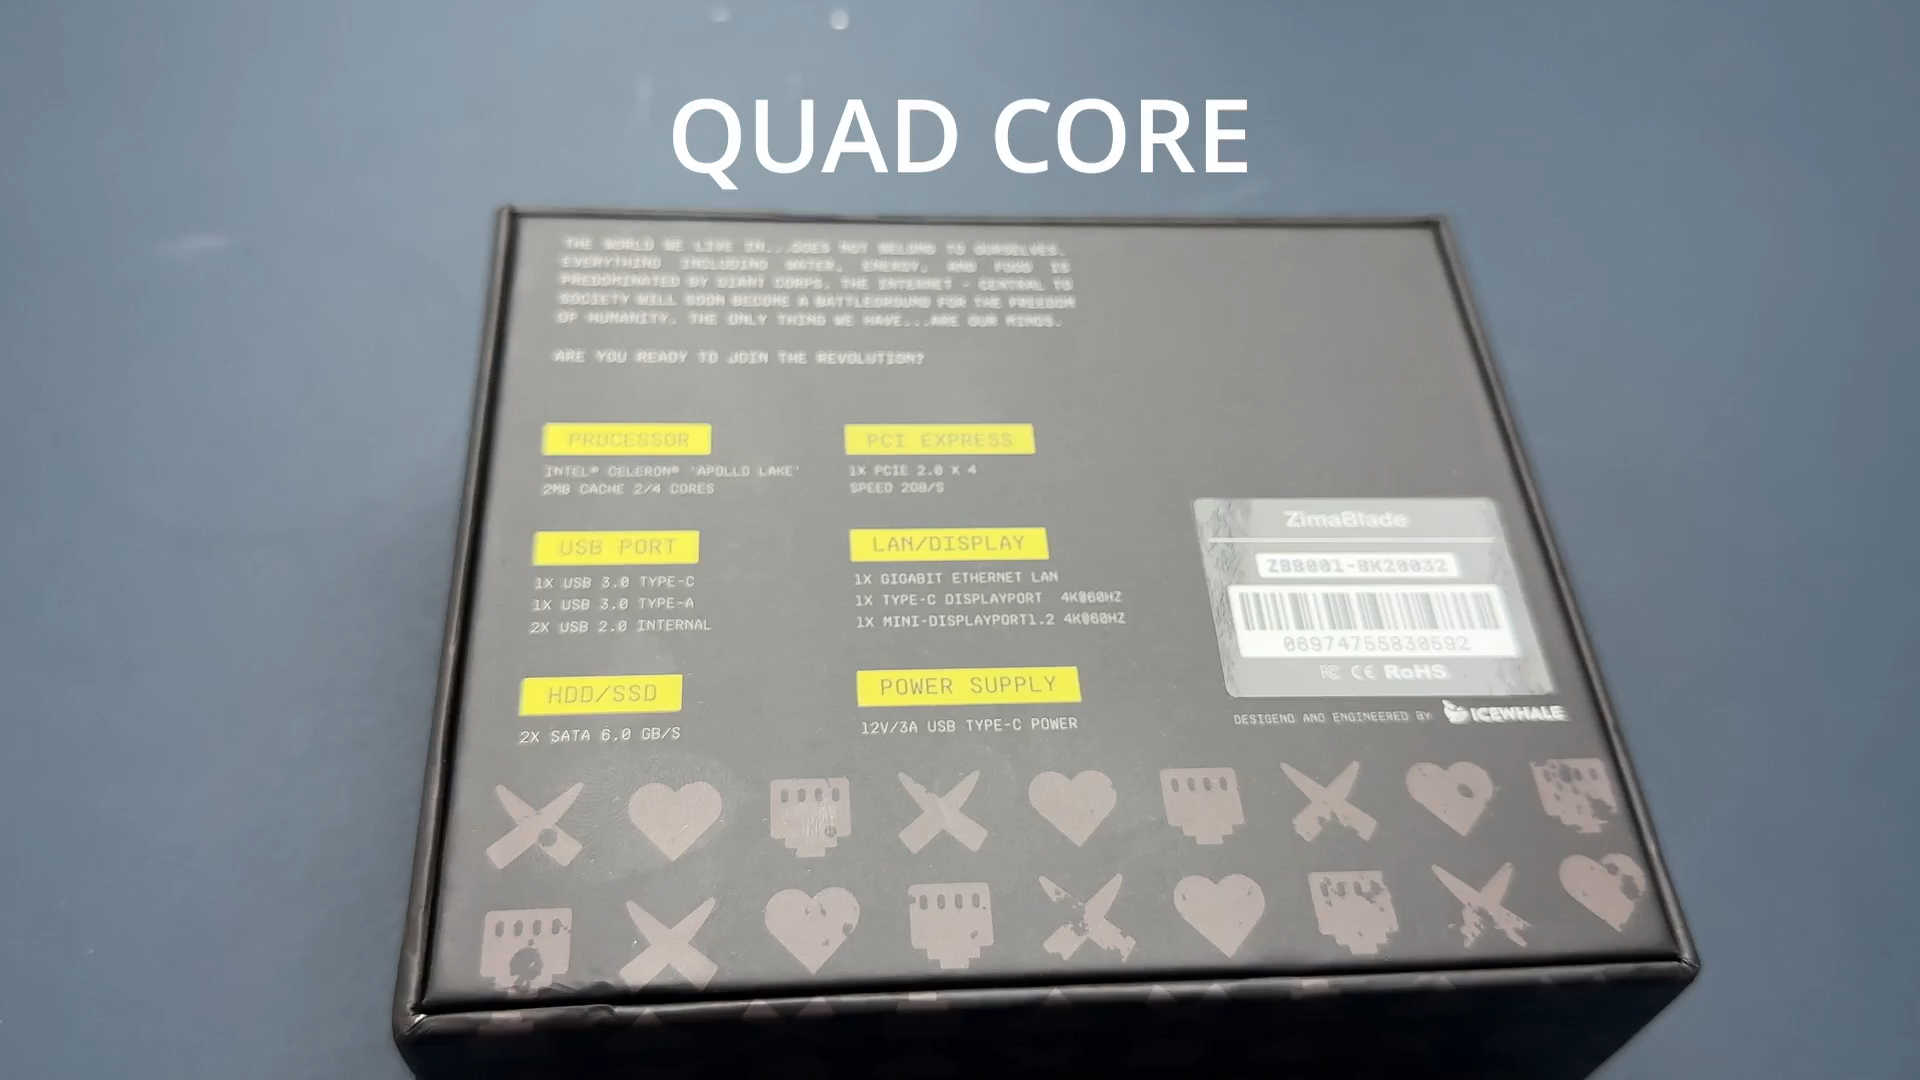 QUAD CORE
THE WORLD WE LIVE IN...DOES NOT BELONG TO OURSELVES.
EVERYTHING INCLUDING WATER, ENERGY, AND FOOD IS
PREDOMINATED BY GIANT CORPS. THE INTERNET - CENTRAL TO
SOCIETY WILL SOON BECOME A BATTLEGROUND FOR THE FREEDOM
OF HUMANITY. THE ONLY THING WE HAVE...ARE OUR MINDS.
ARE YOU READY TO JOIN THE REVOLUTION?
PROCESSOR
INTEL® CELERON® 'APOLLO LAKE'
2MB CACHE 2/4 CORES
PCI EXPRESS
1X PCIE 2.0 X 4
SPEED 2GB/S
USB PORT
1X USB 3.0 TYPE-C
1X USB 3.0 TYPE-A
2X USB 2.0 INTERNAL
LAN/DISPLAY
1X GIGABIT ETHERNET LAN
1X TYPE-C DISPLAYPORT 4K@60HZ
1X MINI-DISPLAYPORT1.2 4K@60HZ
HDD/SSD
2X SATA 6.0 GB/S
POWER SUPPLY
12V/3A USB TYPE-C POWER
ZimaBlade
06974755830592
FC CE RoHS
DESIGEND AND ENGINEERED BY ICEWHALE